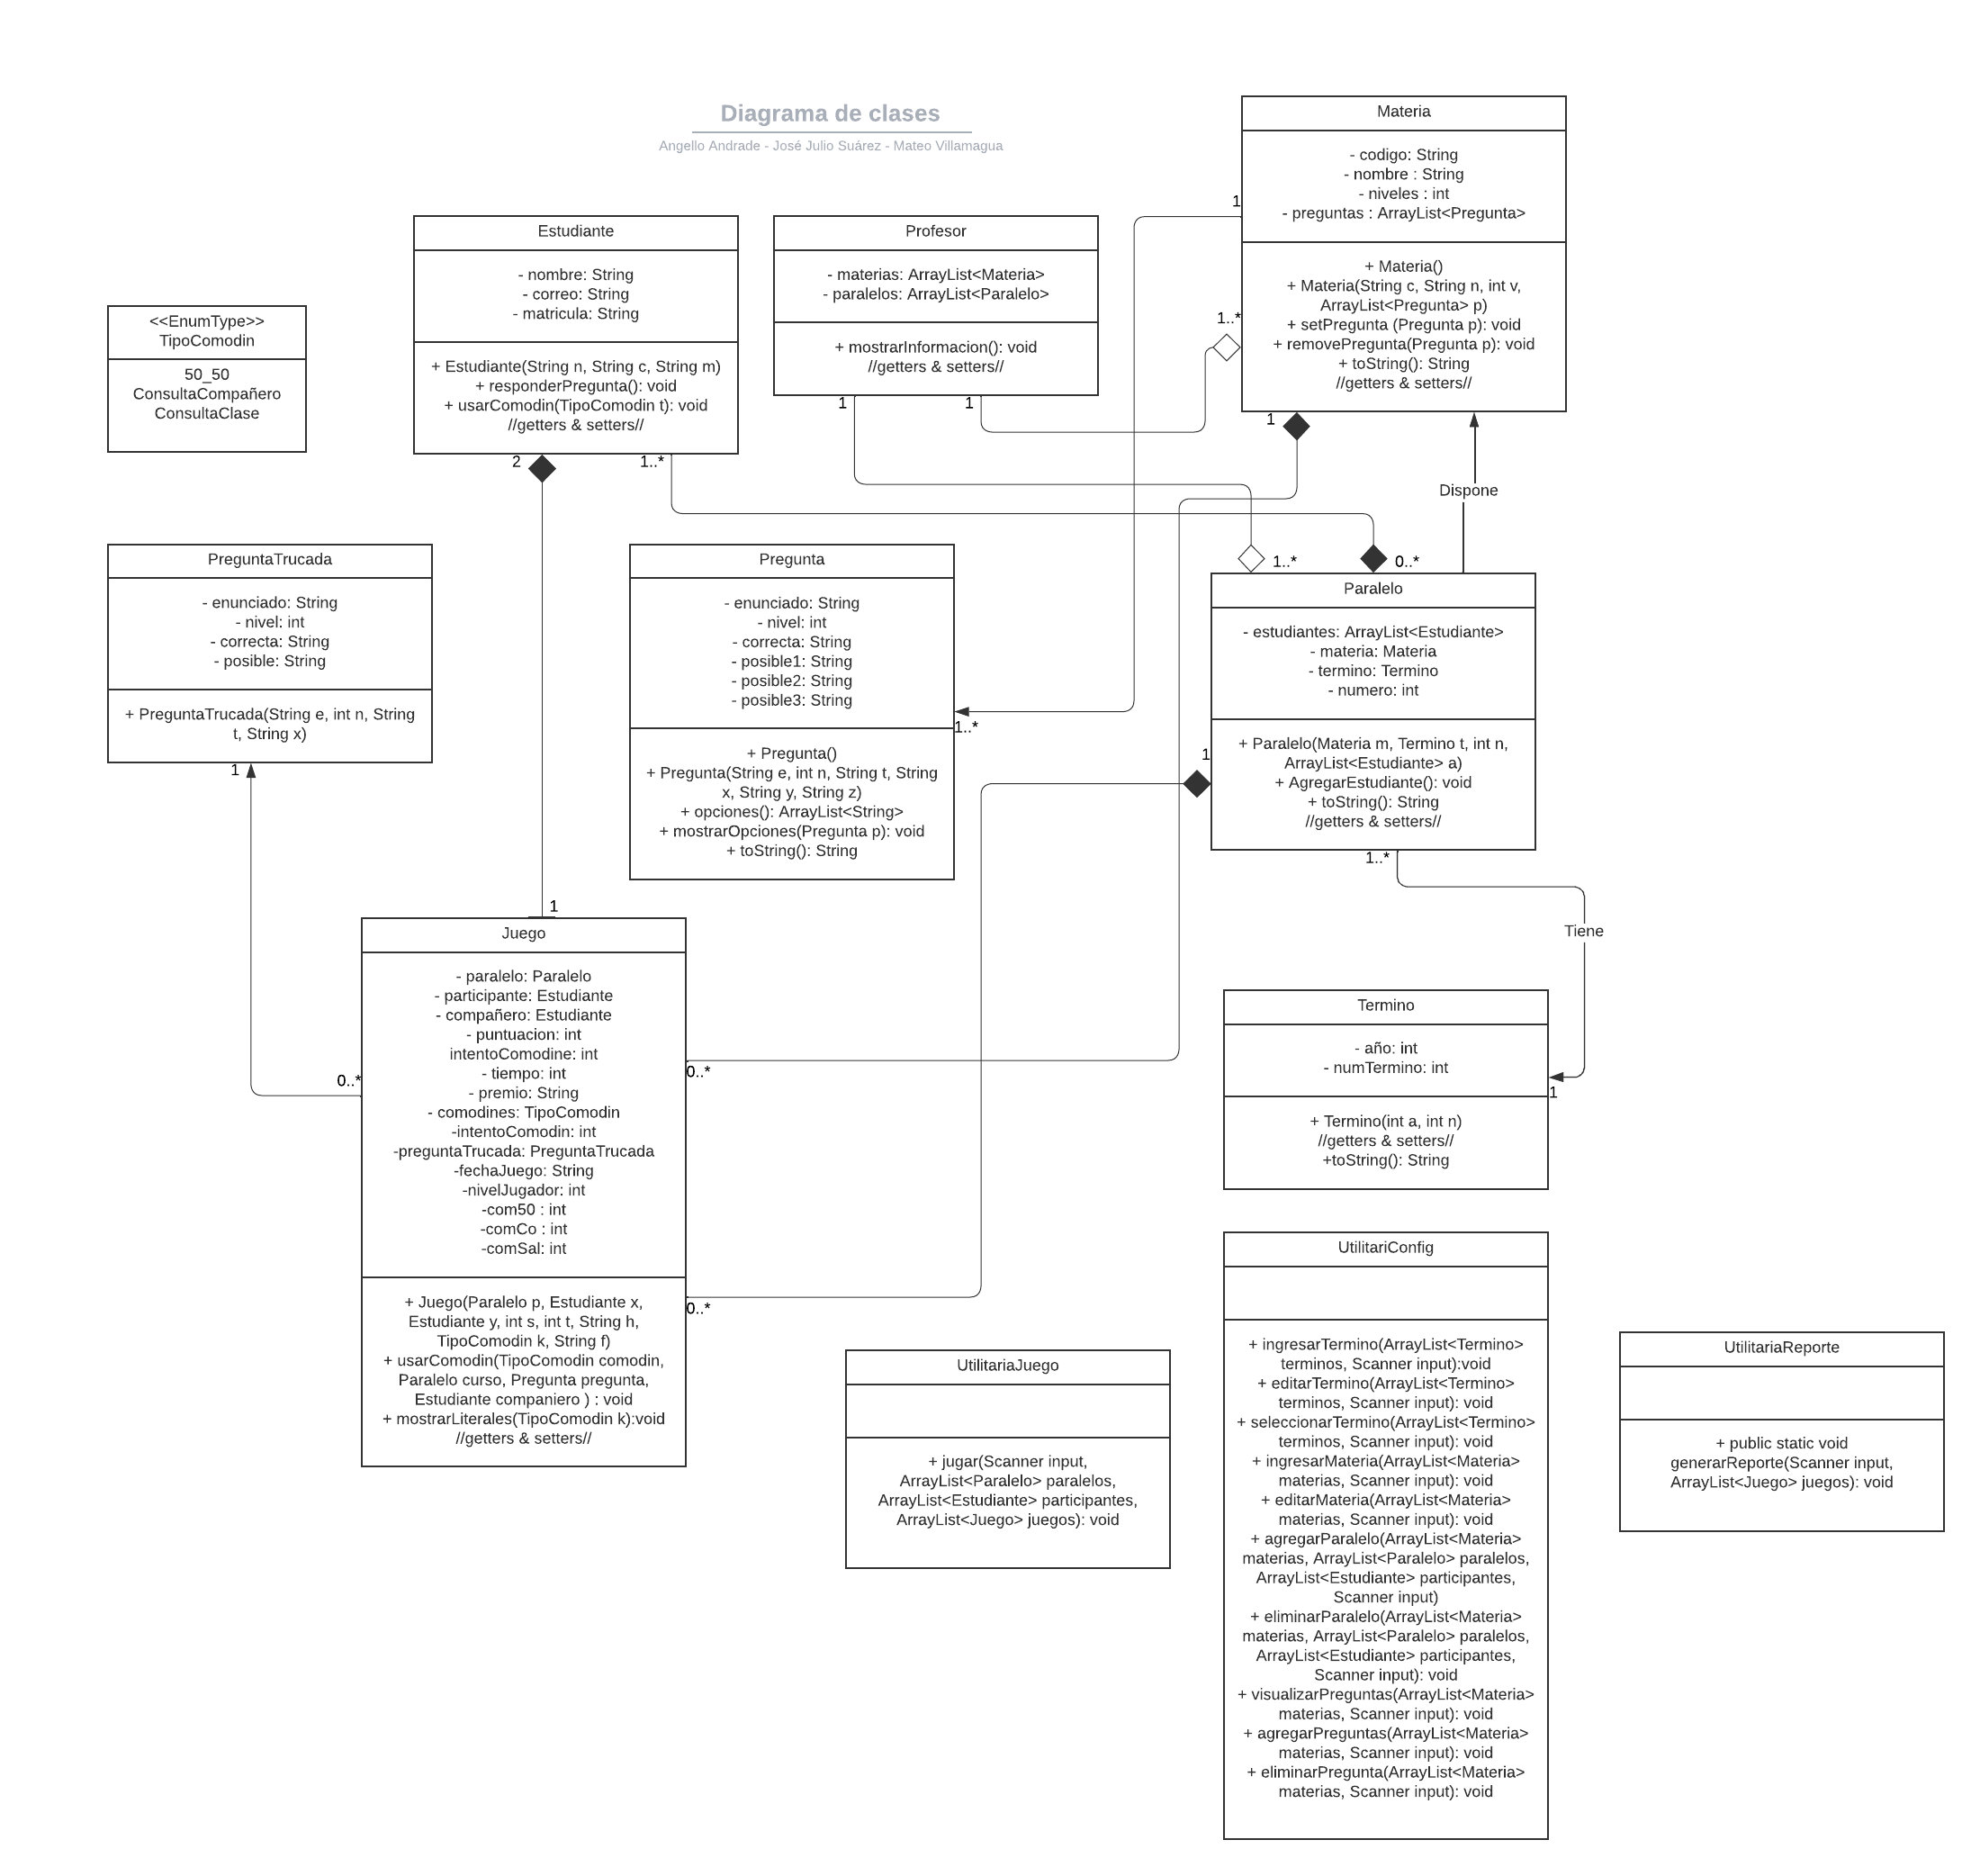 Diagrama de clases
Angello Andrade - José Julio Suárez - Mateo Villamagua
Materia
- codigo: String
- nombre : String
- niveles : int
- preguntas : ArrayList<Pregunta>
+ Materia()
+ Materia(String c, String n, int v,
ArrayList<Pregunta> p)
+ setPregunta (Pregunta p): void
+ removePregunta(Pregunta p): void
+ toString(): String
//getters & setters//
1
1..*
1
Estudiante
- nombre: String
- correo: String
- matricula: String
+ Estudiante(String n, String c, String m)
+ responderPregunta(): void
+ usarComodin(TipoComodin t): void
//getters & setters//
2
1..*
Profesor
- materias: ArrayList<Materia>
- paralelos: ArrayList<Paralelo>
+ mostrarInformacion(): void
//getters & setters//
1
1
<<EnumType>>
TipoComodin
50_50
ConsultaCompañero
ConsultaClase
Dispone
PreguntaTrucada
- enunciado: String
- nivel: int
- correcta: String
- posible: String
+ PreguntaTrucada(String e, int n, String
t, String x)
1
Pregunta
- enunciado: String
- nivel: int
- correcta: String
- posible1: String
- posible2: String
- posible3: String
+ Pregunta()
+ Pregunta(String e, int n, String t, String
x, String y, String z)
+ opciones(): ArrayList<String>
+ mostrarOpciones(Pregunta p): void
+ toString(): String
1..*
1..*
0..*
Paralelo
- estudiantes: ArrayList<Estudiante>
- materia: Materia
- termino: Termino
- numero: int
+ Paralelo(Materia m, Termino t, int n,
ArrayList<Estudiante> a)
+ AgregarEstudiante(): void
+ toString(): String
//getters & setters//
1
1..*
Tiene
1
Juego
- paralelo: Paralelo
- participante: Estudiante
- compañero: Estudiante
- puntuacion: int
intentoComodine: int
- tiempo: int
- premio: String
- comodines: TipoComodin
-intentoComodin: int
-preguntaTrucada: PreguntaTrucada
-fechaJuego: String
-nivelJugador: int
-com50 : int
-comCo : int
-comSal: int
+ Juego(Paralelo p, Estudiante x,
Estudiante y, int s, int t, String h,
TipoComodin k, String f)
+ usarComodin(TipoComodin comodin,
Paralelo curso, Pregunta pregunta,
Estudiante companiero ) : void
+ mostrarLiterales(TipoComodin k):void
//getters & setters//
0..*
0..*
0..*
Termino
- año: int
- numTermino: int
+ Termino(int a, int n)
//getters & setters//
+toString(): String
1
UtilitariConfig
+ ingresarTermino(ArrayList<Termino>
terminos, Scanner input):void
+ editarTermino(ArrayList<Termino>
terminos, Scanner input): void
+ seleccionarTermino(ArrayList<Termino>
terminos, Scanner input): void
+ ingresarMateria(ArrayList<Materia>
materias, Scanner input): void
+ editarMateria(ArrayList<Materia>
materias, Scanner input): void
+ agregarParalelo(ArrayList<Materia>
materias, ArrayList<Paralelo> paralelos,
ArrayList<Estudiante> participantes,
Scanner input)
+ eliminarParalelo(ArrayList<Materia>
materias, ArrayList<Paralelo> paralelos,
ArrayList<Estudiante> participantes,
Scanner input): void
+ visualizarPreguntas(ArrayList<Materia>
materias, Scanner input): void
+ agregarPreguntas(ArrayList<Materia>
materias, Scanner input): void
+ eliminarPregunta(ArrayList<Materia>
materias, Scanner input): void
UtilitariaJuego
+ jugar(Scanner input,
ArrayList<Paralelo> paralelos,
ArrayList<Estudiante> participantes,
ArrayList<Juego> juegos): void
UtilitariaReporte
+ public static void
generarReporte(Scanner input,
ArrayList<Juego> juegos): void